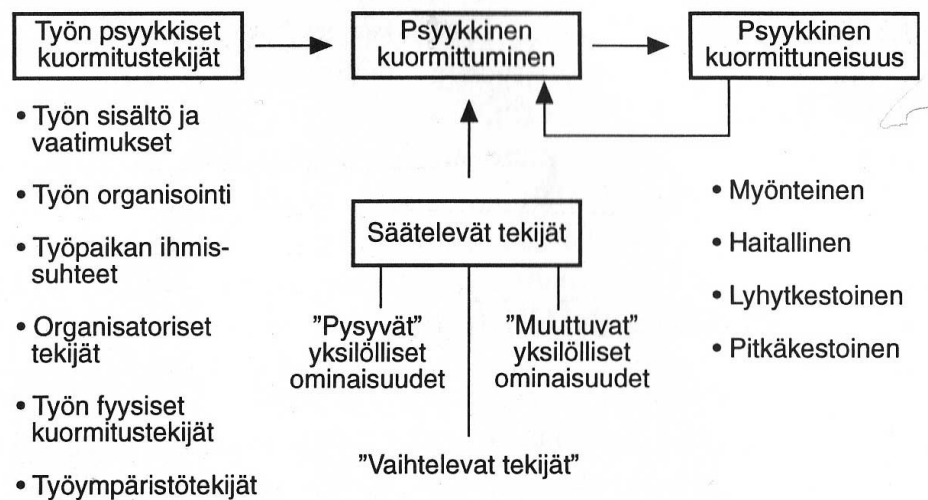 Työn psyykkiset
kuormitustekijät
• Työn sisältö ja
vaatimukset
• Työn organisointi
• Työpaikan ihmis-
suhteet
• Organisatoriset
tekijät
• Työn fyysiset
kuormitustekijät
• Työympäristötekijät
Psyykkinen
kuormittuminen
Säätelevät tekijät
”Pysyvät”
yksilölliset
ominaisuudet
”Muuttuvat”
yksilölliset
ominaisuudet
”Vaihtelevat tekijät”
Psyykkinen
kuormittuneisuus
• Myönteinen
• Haitallinen
• Lyhytkestoinen
• Pitkäkestoinen